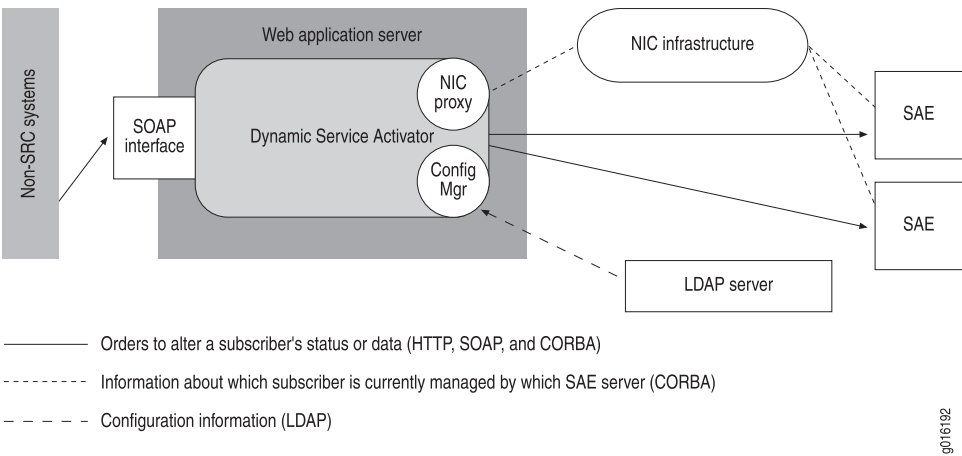 Web application server
NIC infrastructure
Non-SRC systems
SOAP
interface
Dynamic Service Activator
NIC
proxy
Config
Mgr
SAE
SAE
LDAP server
Orders to alter a subscriber's status or data (HTTP, SOAP, and CORBA)
Information about which subscriber is currently managed by which SAE server (CORBA)
Configuration information (LDAP)
g016192